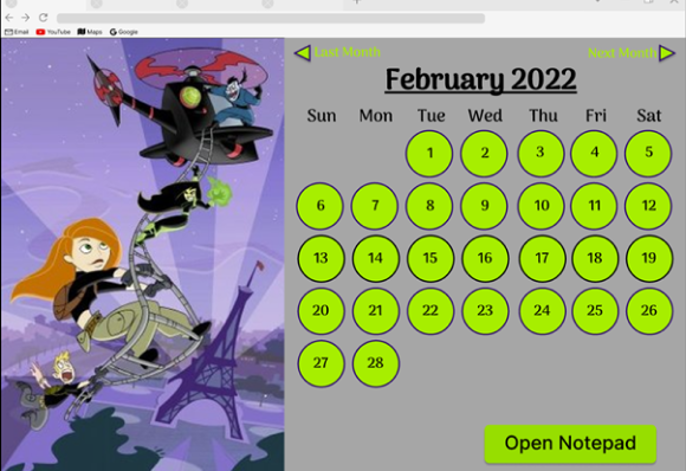 Email YouTube Maps Google
Last Month Next Month
February 2022
Sun Mon Tue Wed Thu Fri Sat
1 2 3 4 5
6 7 8 9 10 11 12
13 14 15 16 17 18 19
20 21 22 23 24 25 26
27 28
Open Notepad